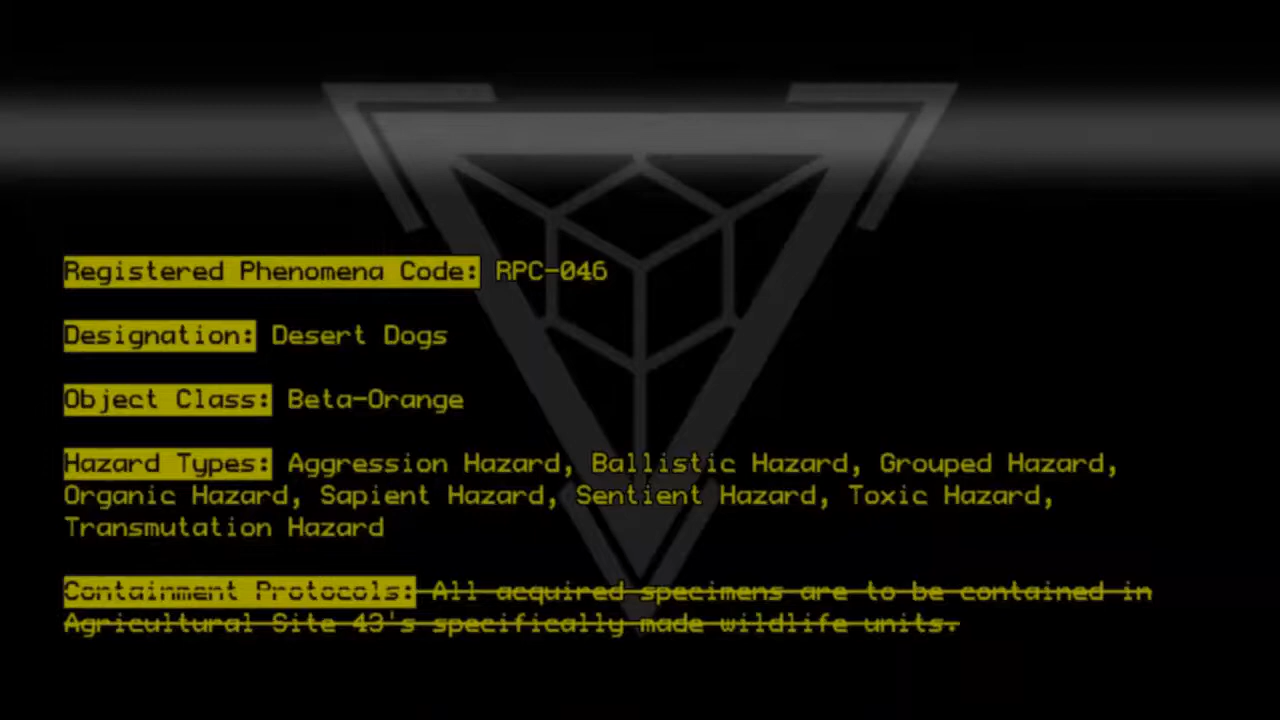 Registered Phenomena Code: RPC-046
Designation: Desert Dogs
Object Class: Beta-Orange
Hazard Types: Aggression Hazard, Ballistic Hazard, Grouped Hazard,
Organic Hazard, Sapient Hazard, Sentient Hazard, Toxic Hazard,
Transmutation Hazard
Containment Protocols: All acquired specimens are to be contained in
Agricultural Site 43's specifically made wildlife units.